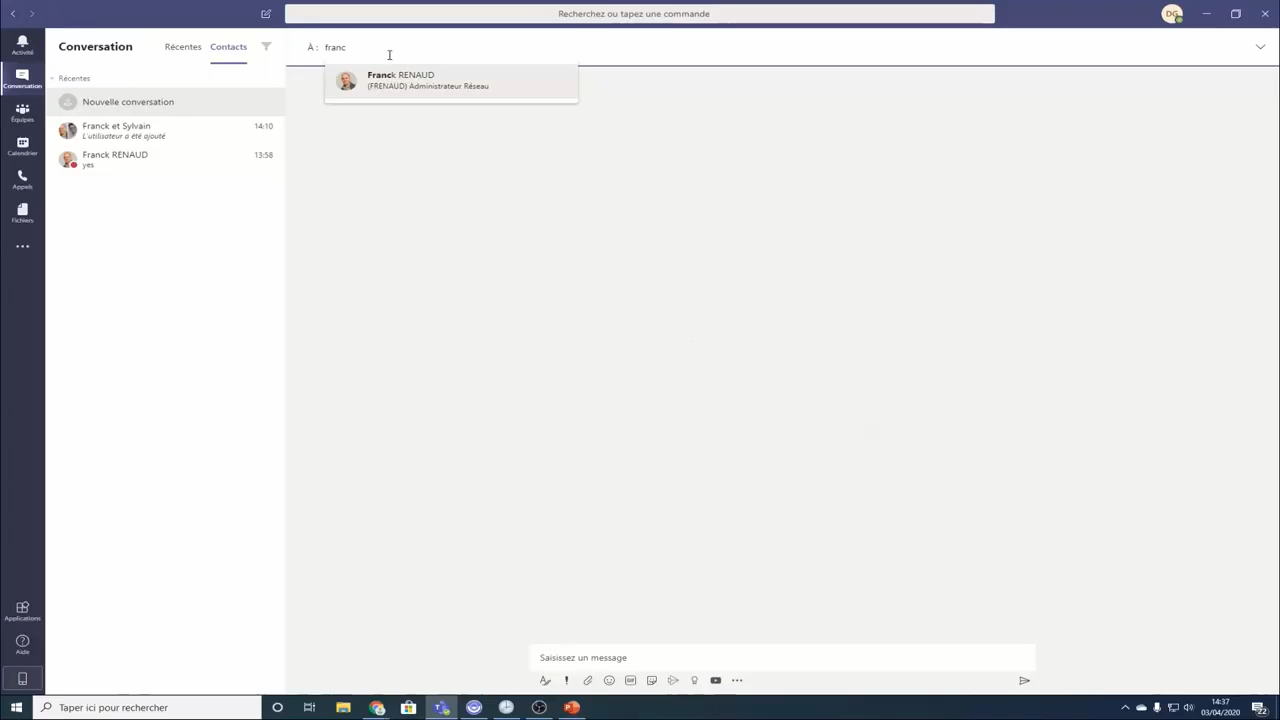 Recherchez ou tapez une commande
DG
Activité
Conversation
Équipes
Calendrier
Appels
Fichiers
Applications
Aide
Conversation
Récentes
Contacts
Récentes
Nouvelle conversation
Franck et Sylvain
14:10
L'utilisateur a été ajouté
Franck RENAUD
13:58
yes
À : franc
Franck RENAUD
(FRENAUD) Administrateur Réseau
Saisissez un message
GIF
Taper ici pour rechercher
14:37
03/04/2020
22